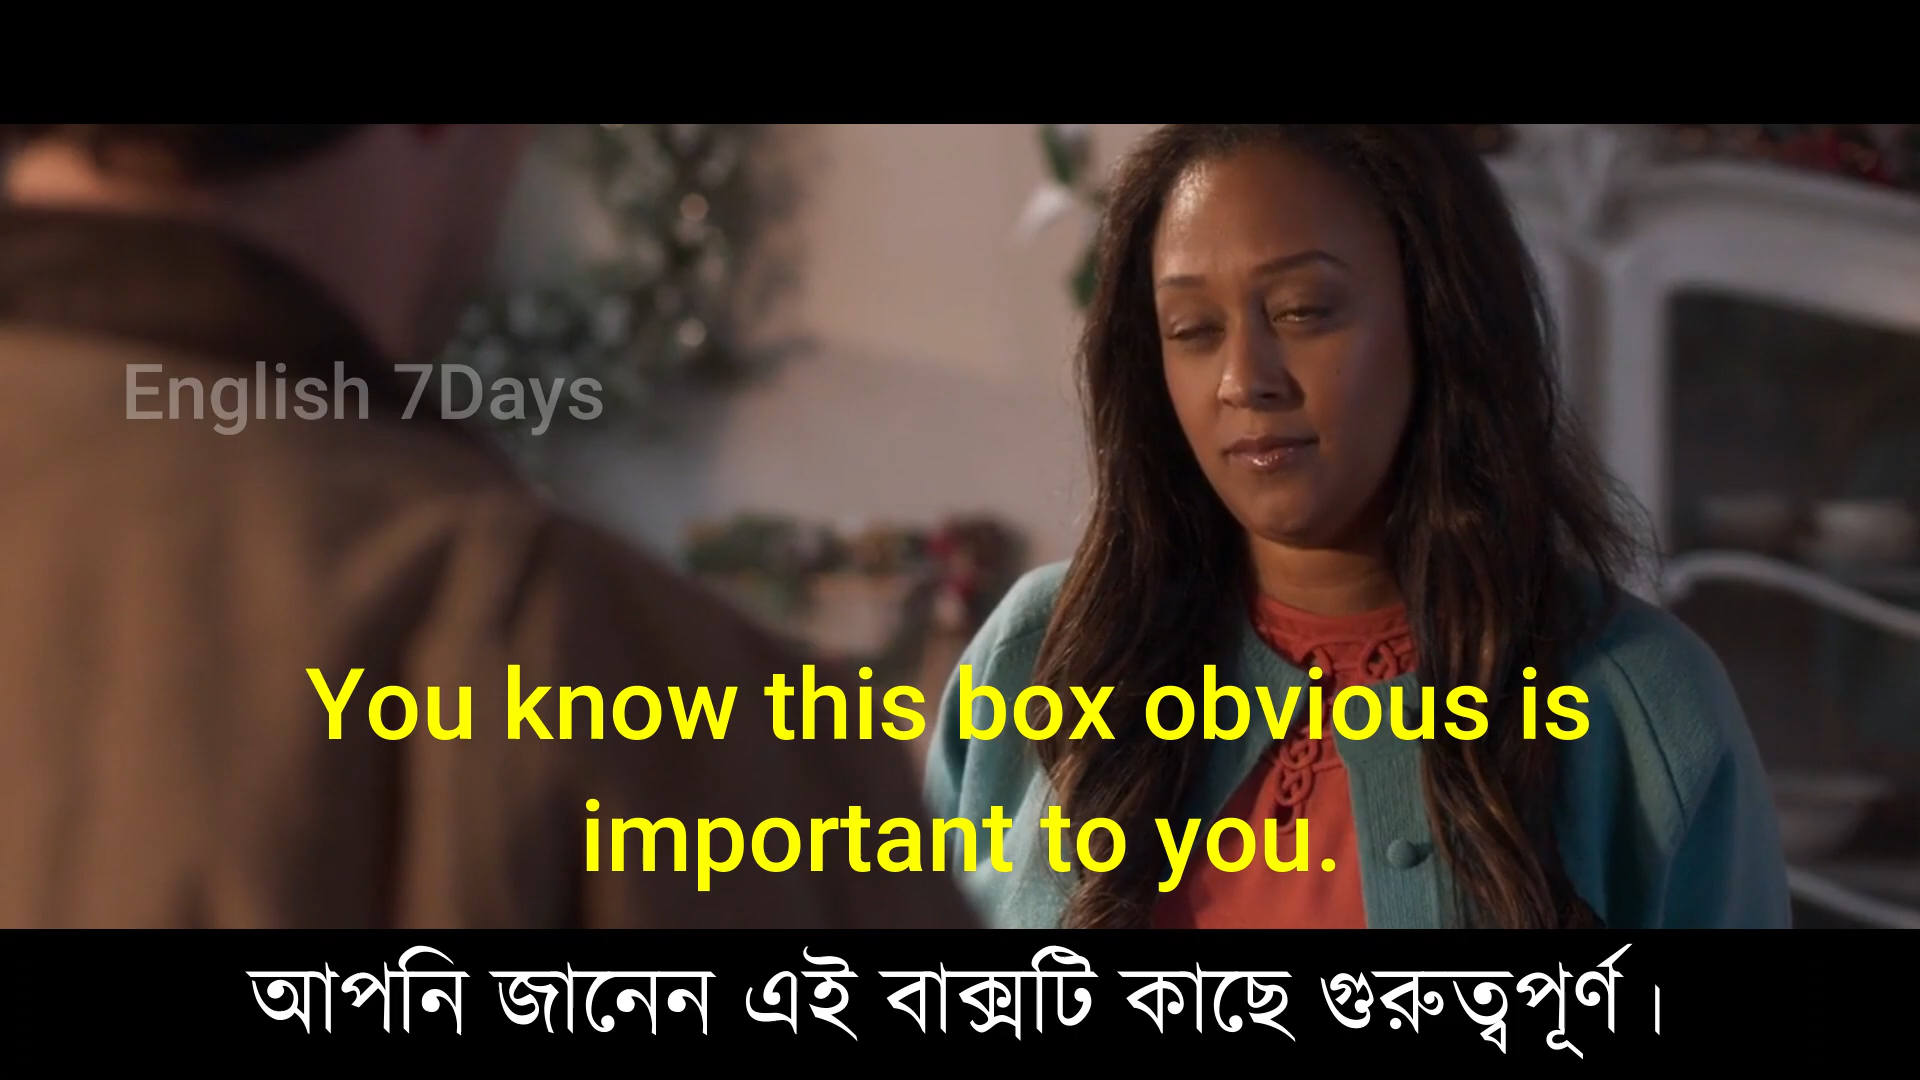 English 7Days
You know this box obvious is
important to you.
আপনি জানেন এই বাক্সটি কাছে গুরুত্বপূর্ণ।